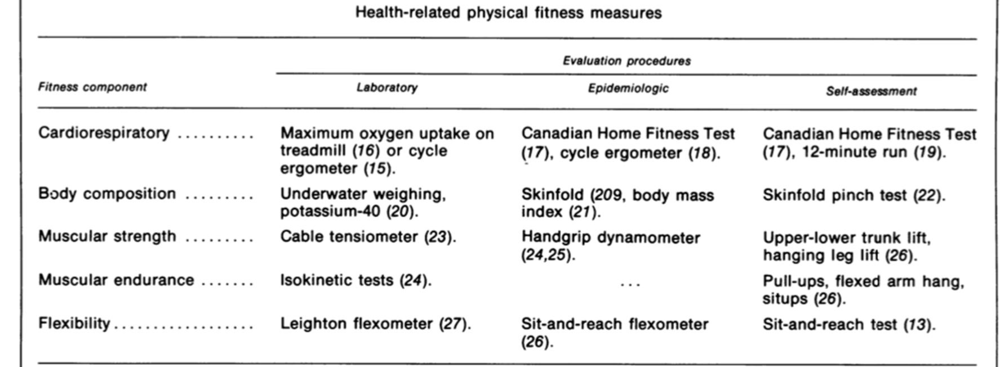 Health-related physical fitness measures
Evaluation procedures
Fitness component Laboratory Epidemiologic Self-assessment
Cardiorespiratory .......... Maximum oxygen uptake on Canadian Home Fitness Test Canadian Home Fitness Test
treadmill (16) or cycle (17), cycle ergometer (18). (17), 12-minute run (19).
ergometer (15).
Body composition ......... Underwater weighing, Skinfold (209, body mass Skinfold pinch test (22).
potassium-40 (20). index (21).
Muscular strength ......... Cable tensiometer (23). Handgrip dynamometer Upper-lower trunk lift,
(24,25). hanging leg lift (26).
Muscular endurance ....... Isokinetic tests (24). ... Pull-ups, flexed arm hang,
situps (26).
Flexibility.................. Leighton flexometer (27). Sit-and-reach flexometer Sit-and-reach test (13).
(26).